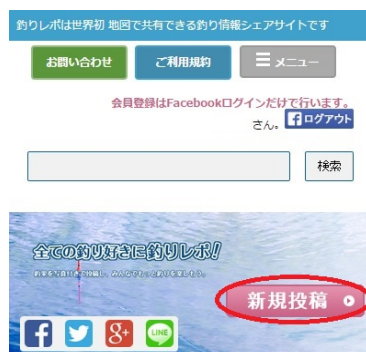 釣りレポは世界初 地図で共有できる釣り情報シェアサイトです
お問い合わせ
ご利用規約
メニュー
会員登録はFacebookログインだけで行います。
さん。 fログアウト
検索
全ての釣り好きに釣りレポ!
新規投稿
f
g+
LINE